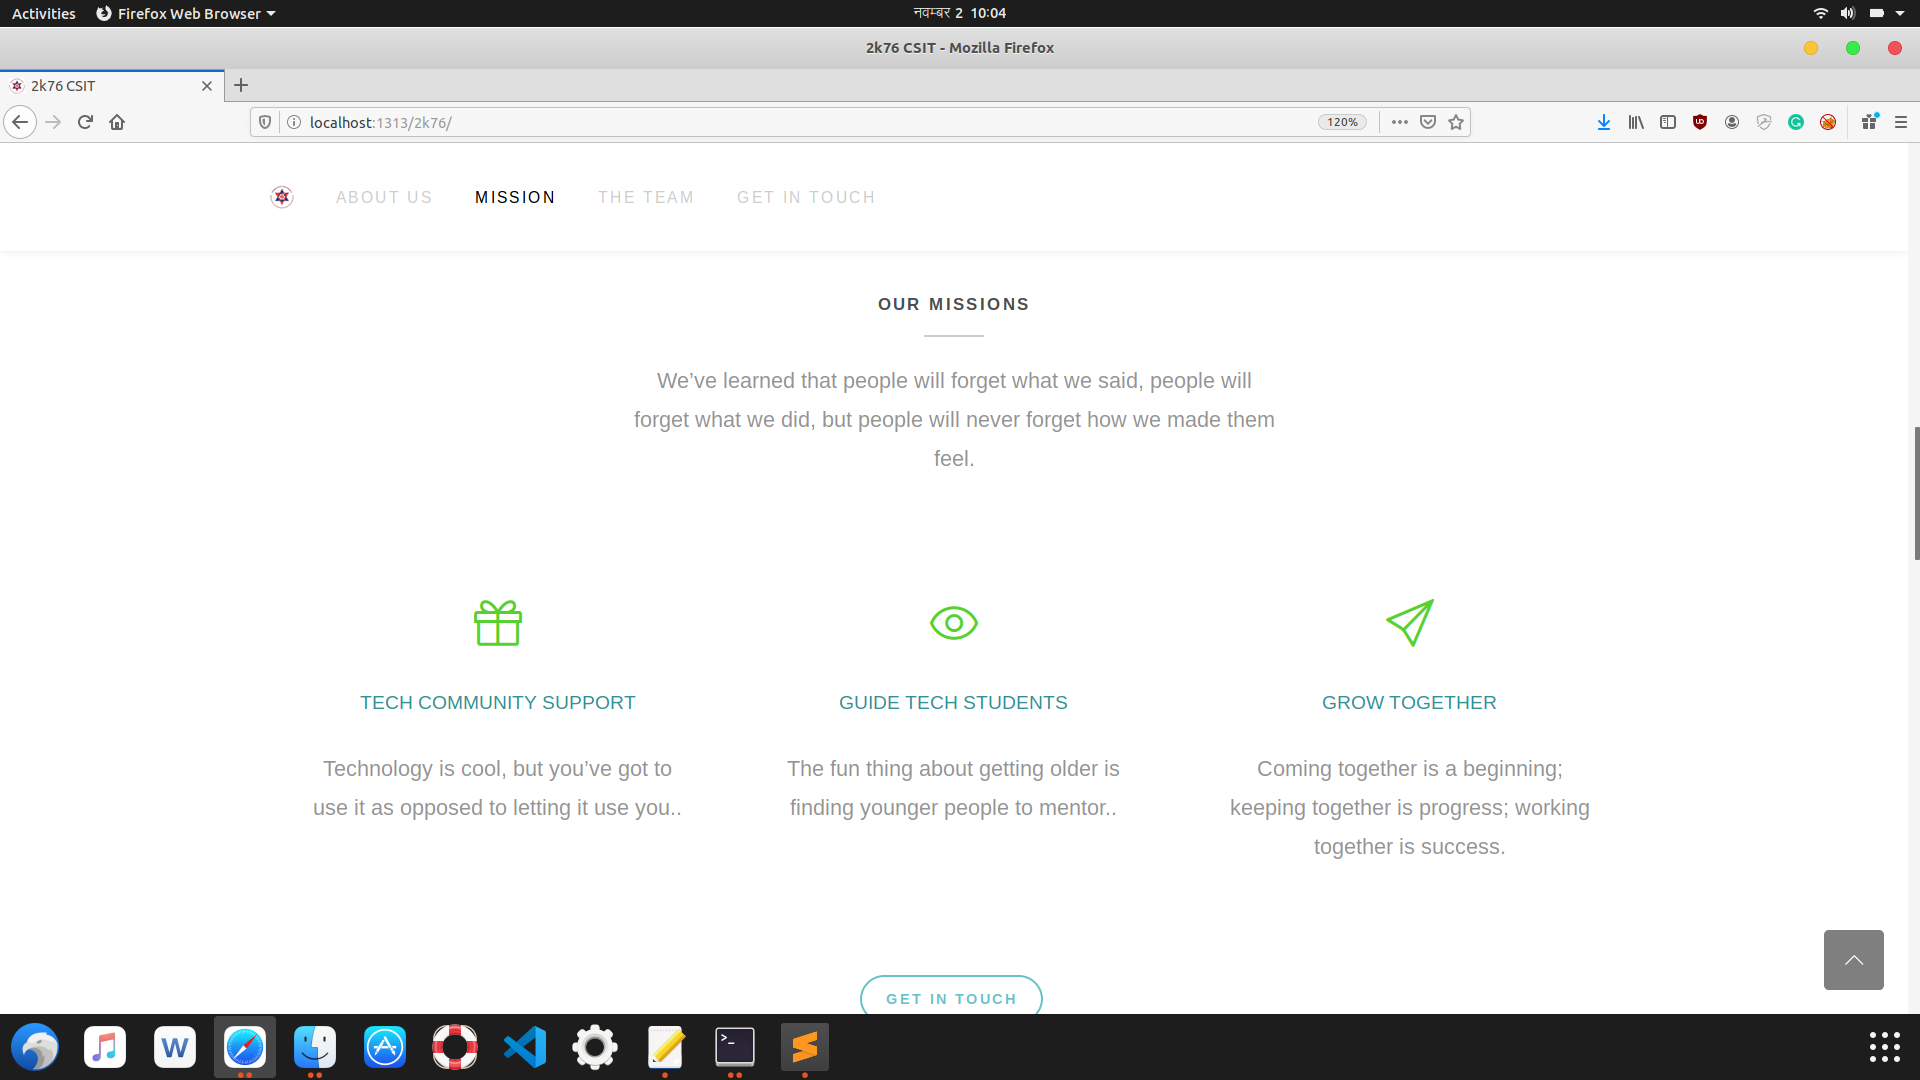 Activities
Firefox Web Browser
नवम्बर 2 10:04
2k76 CSIT - Mozilla Firefox
2k76 CSIT
localhost:1313/2k76/
120%
ABOUT US
MISSION
THE TEAM
GET IN TOUCH
OUR MISSIONS
We’ve learned that people will forget what we said, people will
forget what we did, but people will never forget how we made them
feel.
TECH COMMUNITY SUPPORT
Technology is cool, but you’ve got to
use it as opposed to letting it use you..
GUIDE TECH STUDENTS
The fun thing about getting older is
finding younger people to mentor..
GROW TOGETHER
Coming together is a beginning;
keeping together is progress; working
together is success.
GET IN TOUCH
W
>_